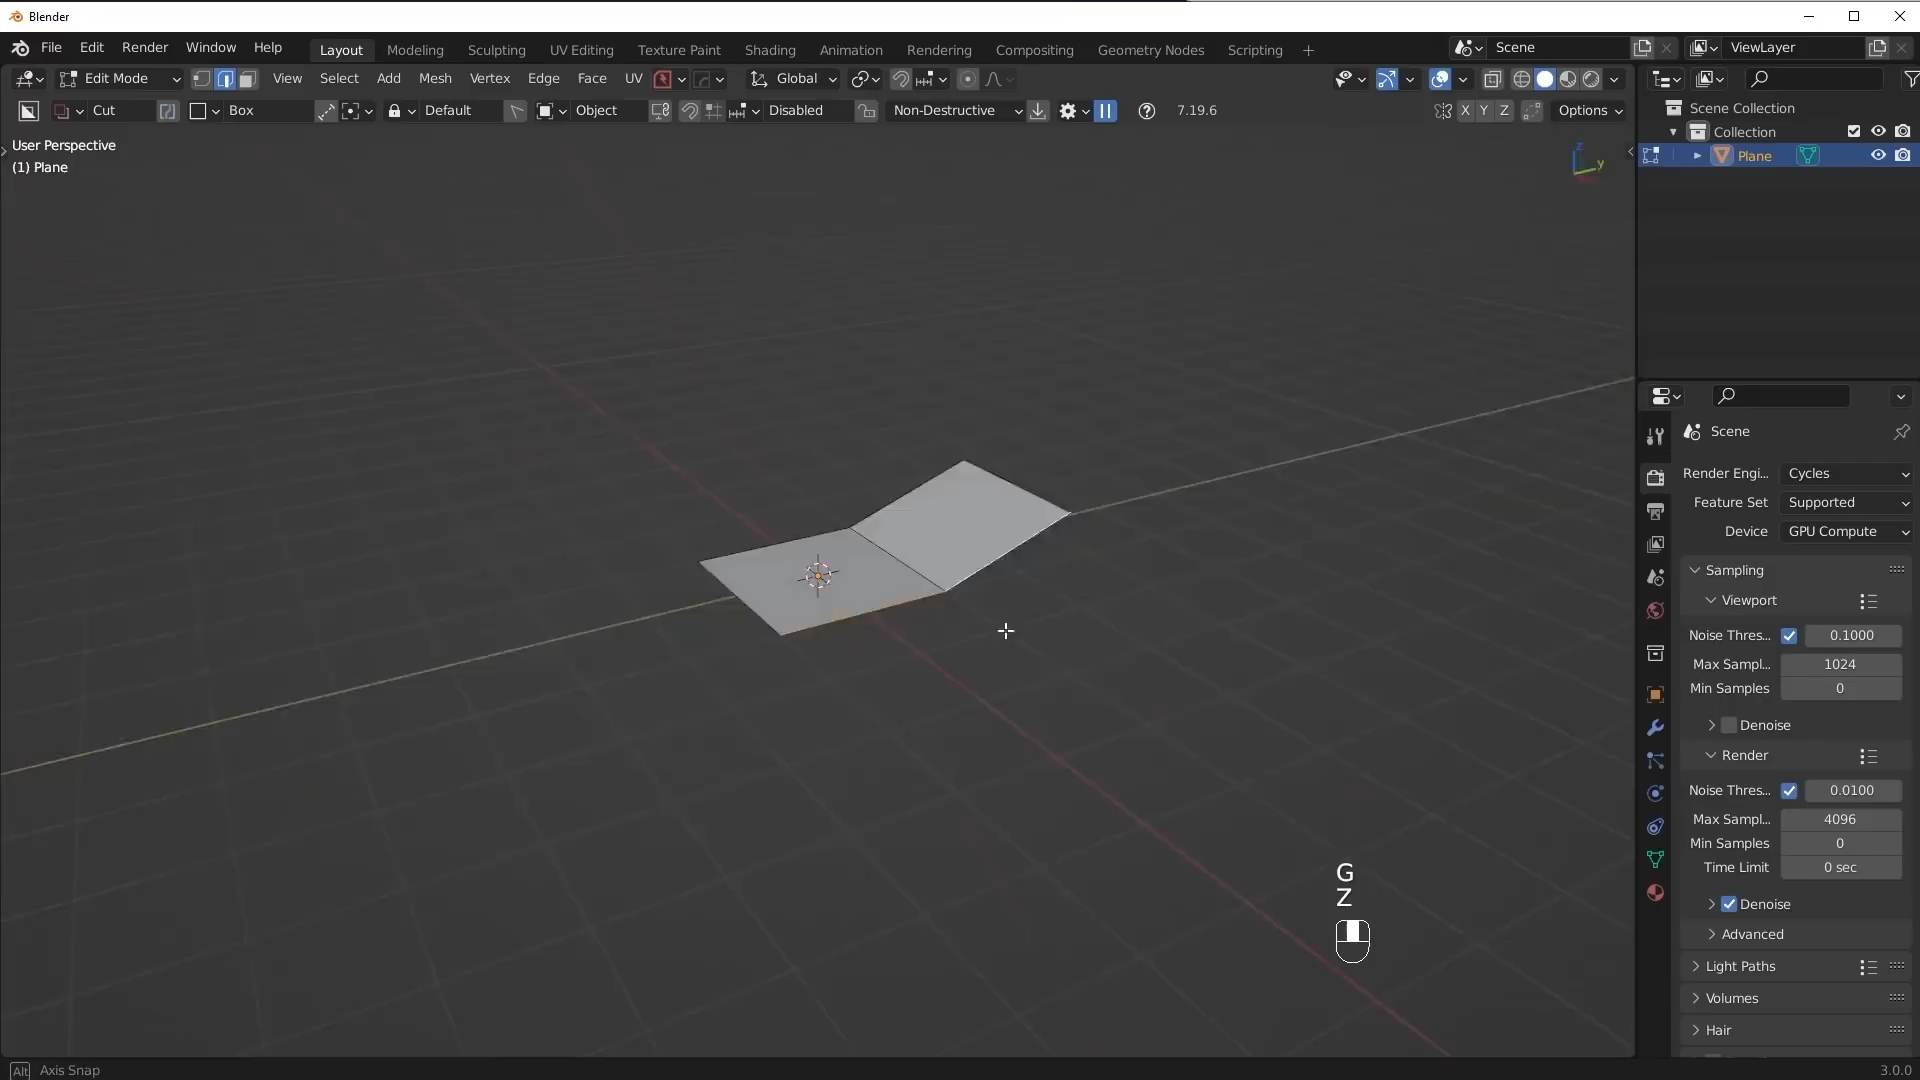 Blender
File Edit Render Window Help Layout Modeling Sculpting UV Editing Texture Paint Shading Animation Rendering Compositing Geometry Nodes Scripting + Scene ViewLayer
Edit Mode View Select Add Mesh Vertex Edge Face UV Global
Cut Box Default Object Disabled Non-Destructive 7.19.6 X Y Z Options
User Perspective
(1) Plane
Z
Y
G
Z
Scene Collection
Collection
Plane
Scene
Render Engi... Cycles
Feature Set Supported
Device GPU Compute
Sampling
Viewport
Noise Thres... 0.1000
Max Sampl... 1024
Min Samples 0
Denoise
Render
Noise Thres... 0.0100
Max Sampl... 4096
Min Samples 0
Time Limit 0 sec
Denoise
Advanced
Light Paths
Volumes
Hair
Alt Axis Snap
3.0.0